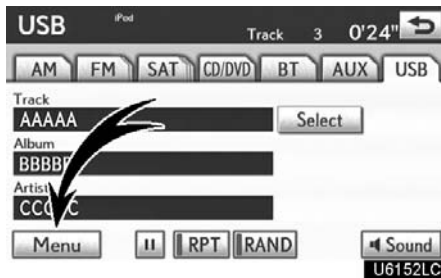 USB iPod Track 3 0'24"
AM FM SAT CD/DVD BT AUX USB
Track
AAAAA Select
Album
Artist
Menu RPT RAND Sound
U6152LC